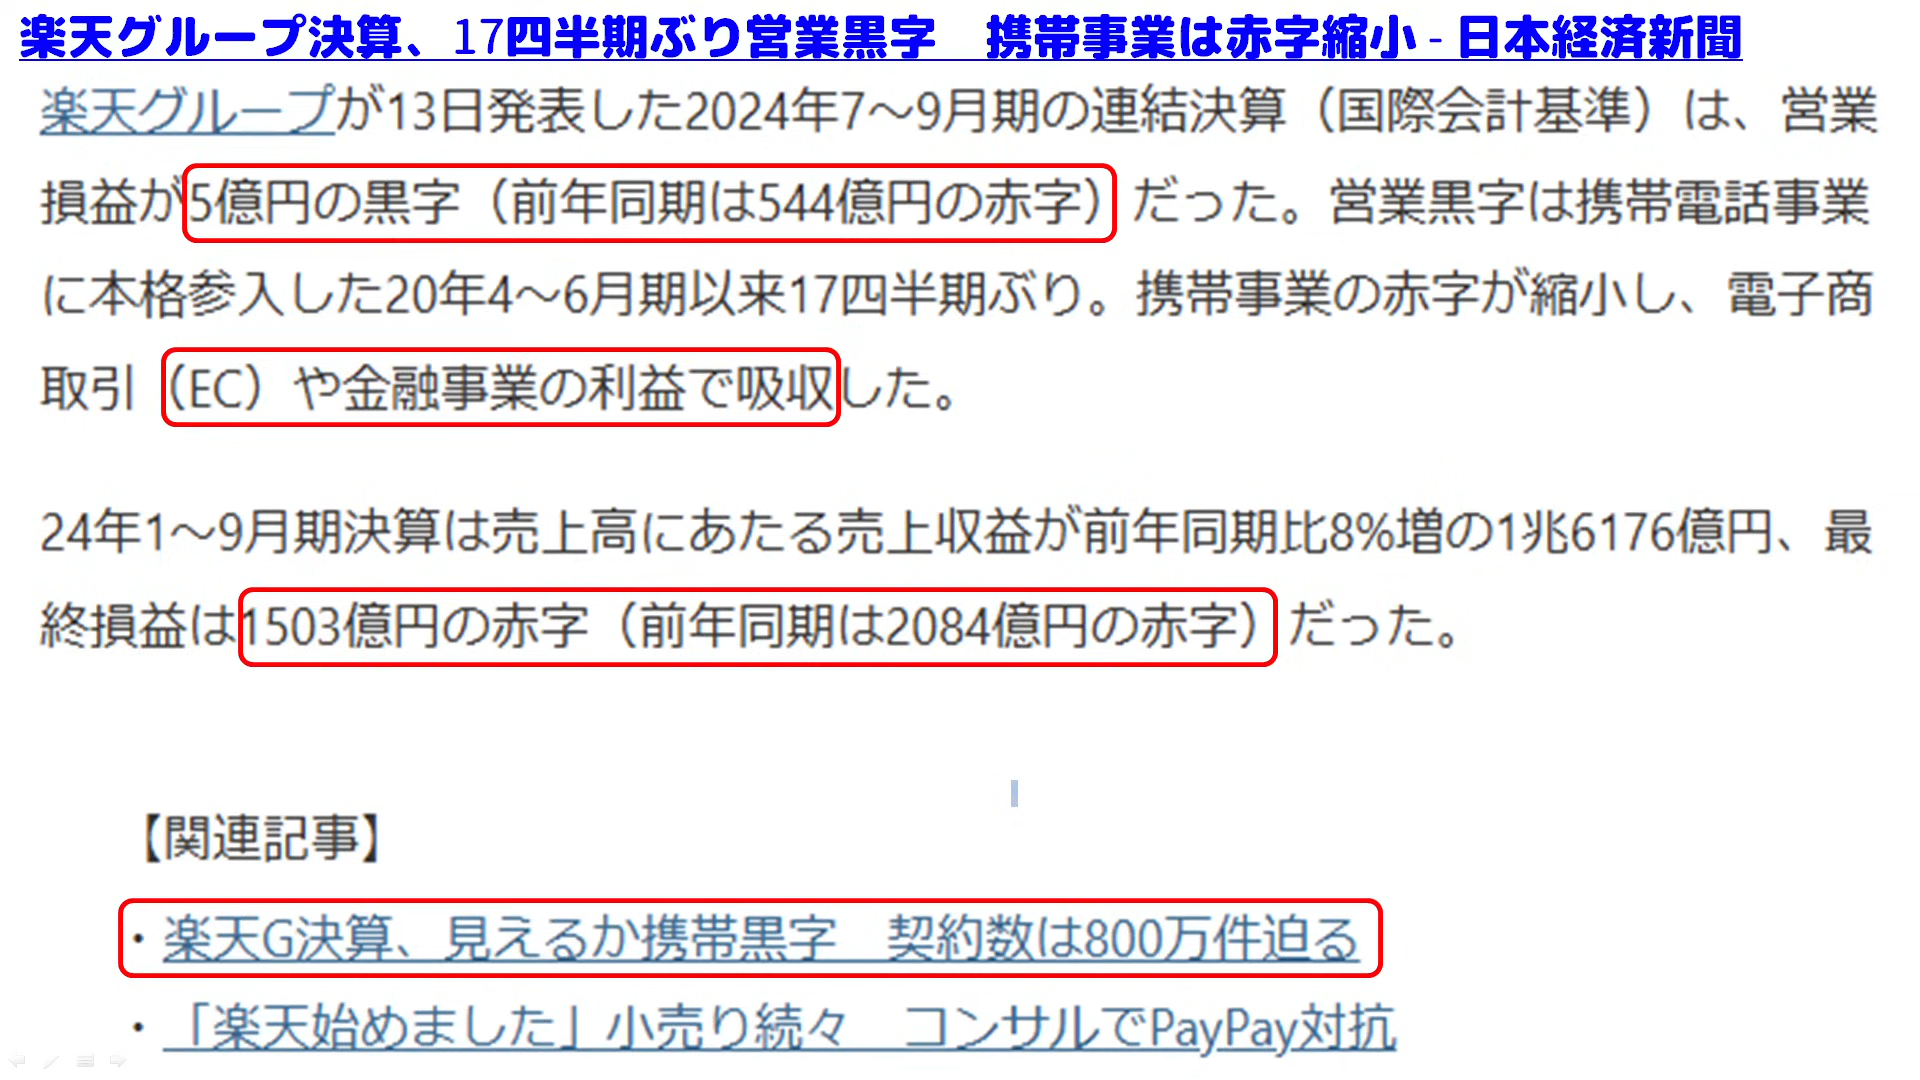 楽天グループ決算、17四半期ぶり営業黒字　携帯事業は赤字縮小 - 日本経済新聞
楽天グループが13日発表した2024年7～9月期の連結決算（国際会計基準）は、営業
損益が5億円の黒字（前年同期は544億円の赤字）だった。営業黒字は携帯電話事業
に本格参入した20年4～6月期以来17四半期ぶり。携帯事業の赤字が縮小し、電子商
取引（EC）や金融事業の利益で吸収した。
24年1～9月期決算は売上高にあたる売上収益が前年同期比8%増の1兆6176億円、最
終損益は1503億円の赤字（前年同期は2084億円の赤字）だった。
【関連記事】
・楽天G決算、見えるか携帯黒字　契約数は800万件迫る
・「楽天始めました」小売り続々　コンサルでPayPay対抗